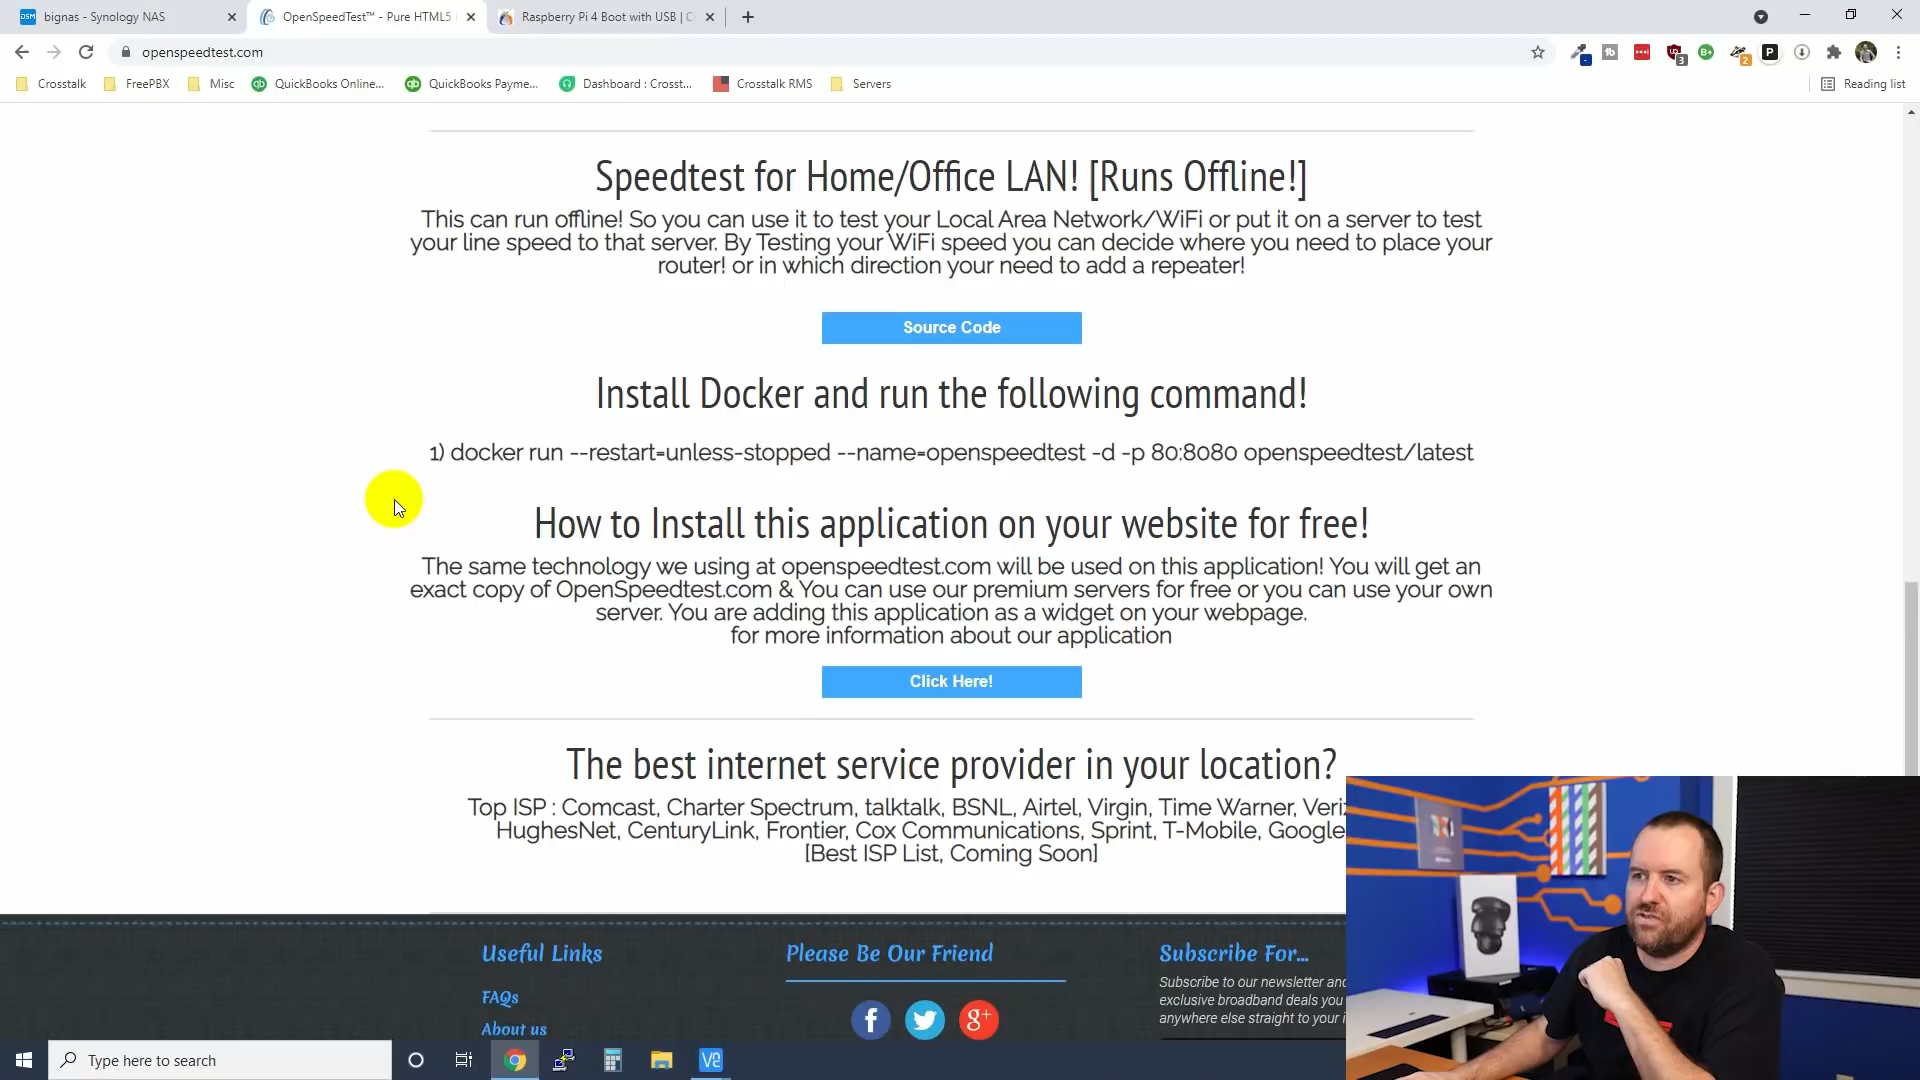 bignas - Synology NAS
OpenSpeedTest™ - Pure HTML5
Raspberry Pi 4 Boot with USB | C
openspeedtest.com
Crosstalk
FreePBX
Misc
QuickBooks Online...
QuickBooks Payme...
Dashboard : Crosst...
Crosstalk RMS
Servers
Reading list
Speedtest for Home/Office LAN! [Runs Offline!]
This can run offline! So you can use it to test your Local Area Network/WiFi or put it on a server to test
your line speed to that server. By Testing your WiFi speed you can decide where you need to place your
router! or in which direction your need to add a repeater!
Source Code
Install Docker and run the following command!
1) docker run --restart=unless-stopped --name=openspeedtest -d -p 80:8080 openspeedtest/latest
How to Install this application on your website for free!
The same technology we using at openspeedtest.com will be used on this application! You will get an
exact copy of OpenSpeedtest.com & You can use our premium servers for free or you can use your own
server. You are adding this application as a widget on your webpage.
for more information about our application
Click Here!
The best internet service provider in your location?
Top ISP : Comcast, Charter Spectrum, talktalk, BSNL, Airtel, Virgin, Time Warner,
HughesNet, CenturyLink, Frontier, Cox Communications, Sprint, T-Mobile, Google
[Best ISP List, Coming Soon]
Useful Links
FAQs
About us
Please Be Our Friend
Subscribe For...
Subscribe to our newsletter and
exclusive broadband deals you
anywhere else straight to your
Type here to search